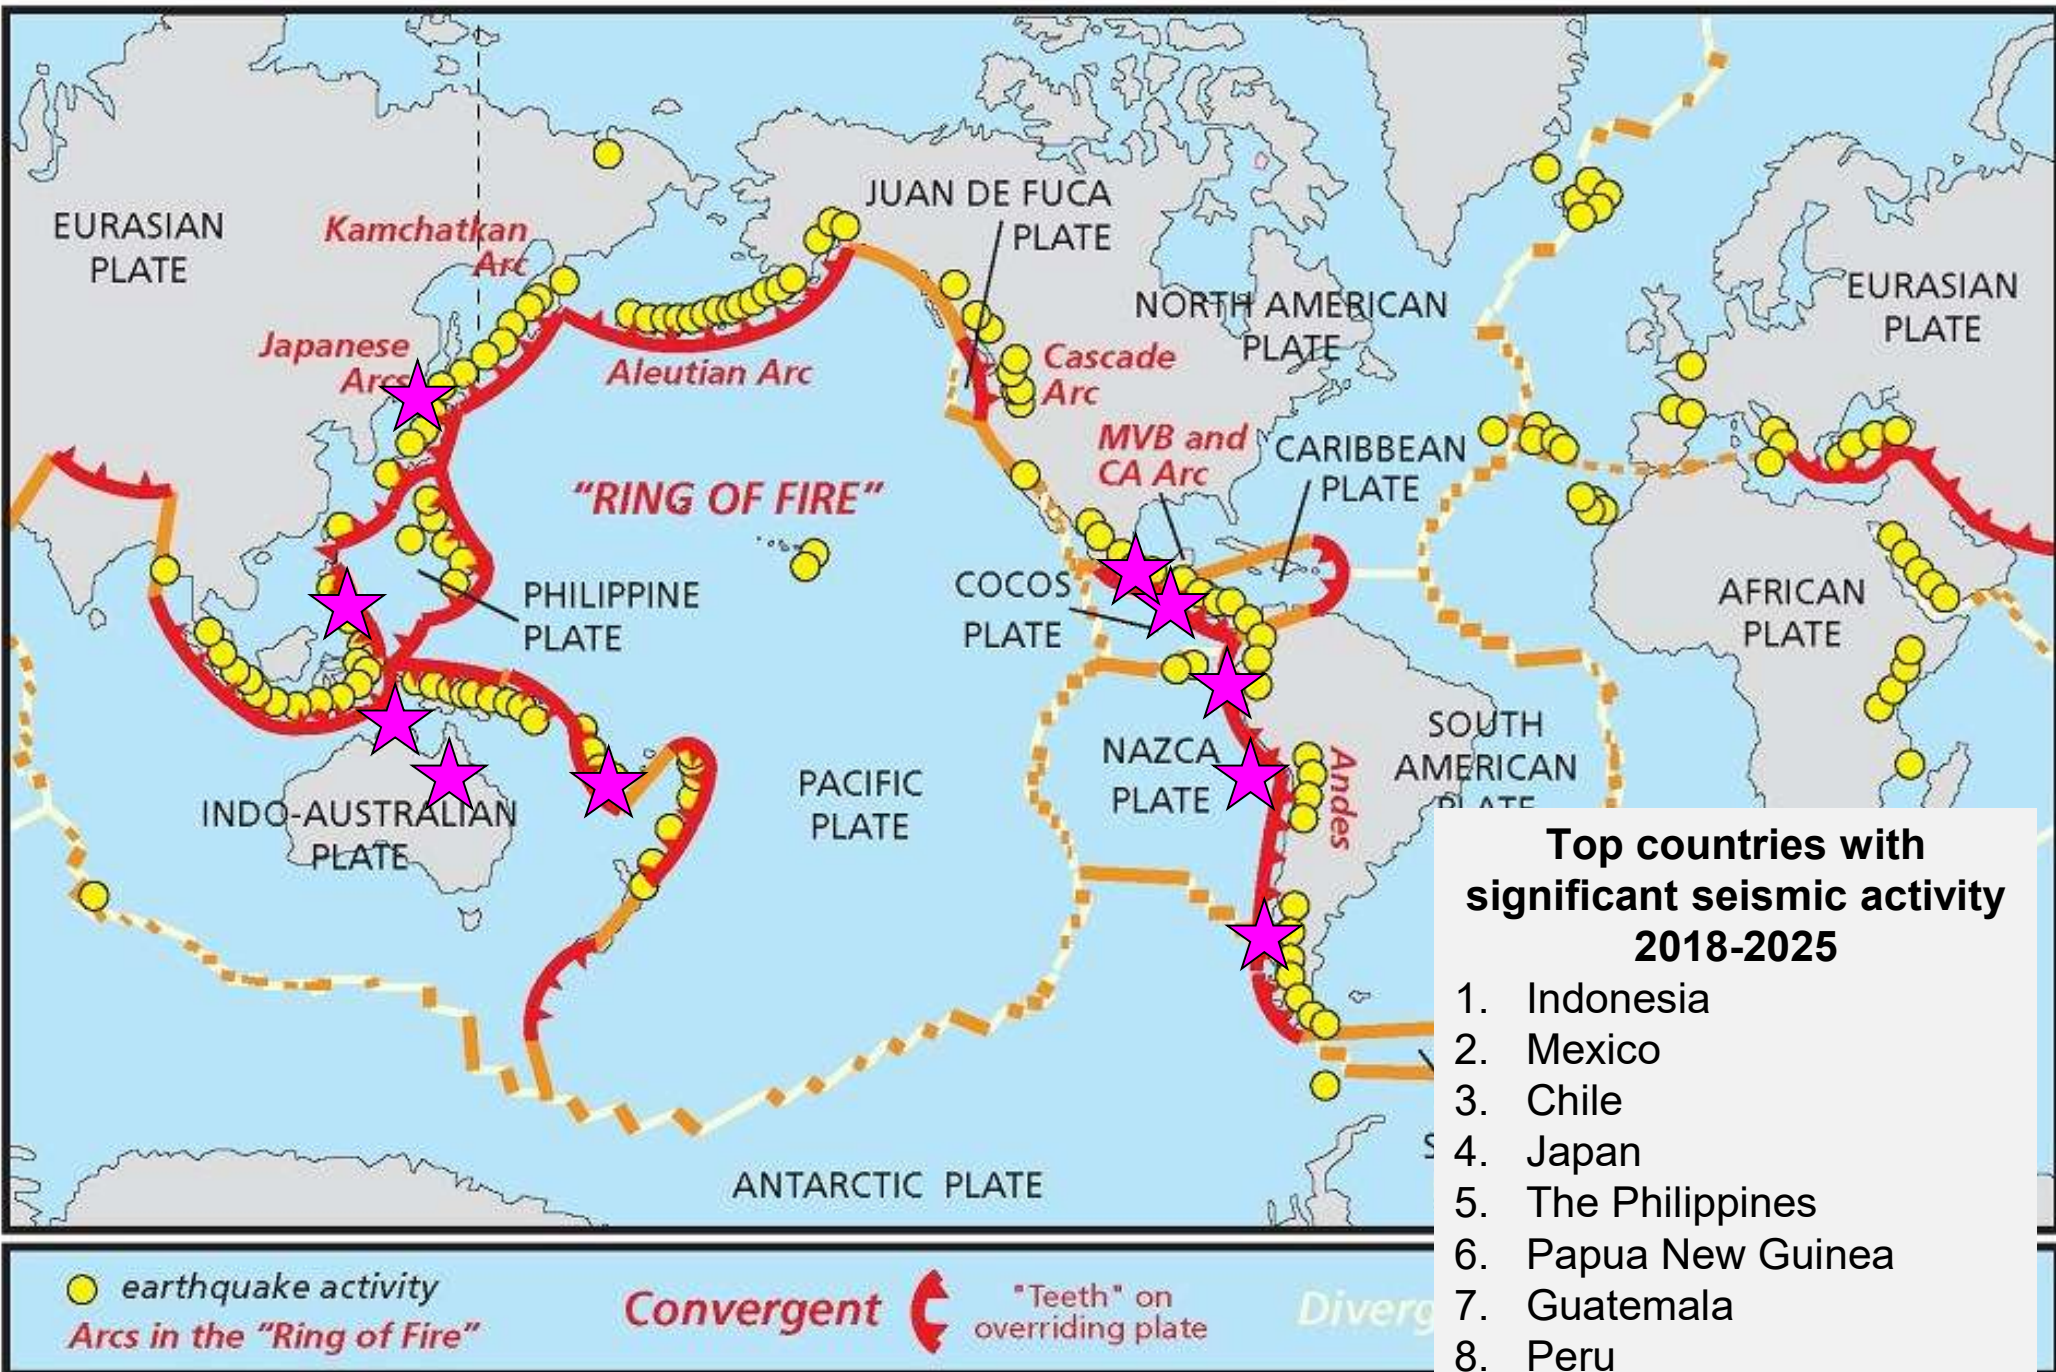 EURASIAN
PLATE
Kamchatkan
Arc
Japanese
Arcs
Aleutian Arc
JUAN DE FUCA
PLATE
NORTH AMERICAN
PLATE
Cascade
Arc
MVB and
CA Arc
CARIBBEAN
PLATE
EURASIAN
PLATE
"RING OF FIRE"
PHILIPPINE
PLATE
COCOS
PLATE
AFRICAN
PLATE
INDO-AUSTRALIAN
PLATE
PACIFIC
PLATE
NAZCA
PLATE
Andes
SOUTH
AMERICAN
PLATE
ANTARCTIC PLATE
S
Top countries with
significant seismic activity
2018-2025
1. Indonesia
2. Mexico
3. Chile
4. Japan
5. The Philippines
6. Papua New Guinea
7. Guatemala
8. Peru
earthquake activity
Arcs in the "Ring of Fire"
Convergent
"Teeth" on
overriding plate
Diverg